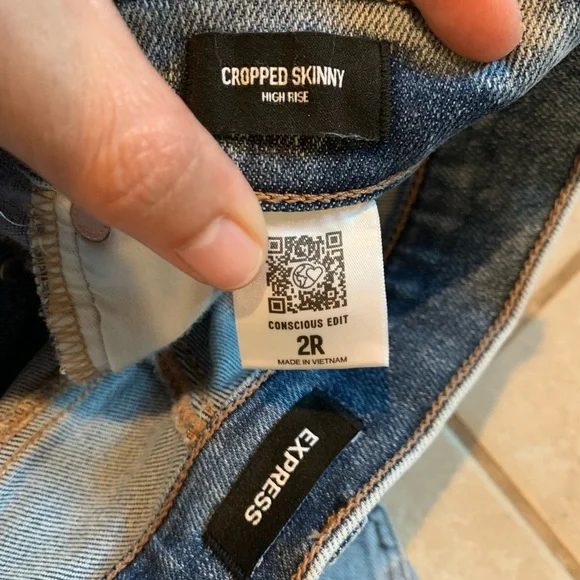 CROPPED SKINNY
HIGH RISE
CONSCIOUS EDIT
2R
MADE IN VIETNAM
EXPRESS